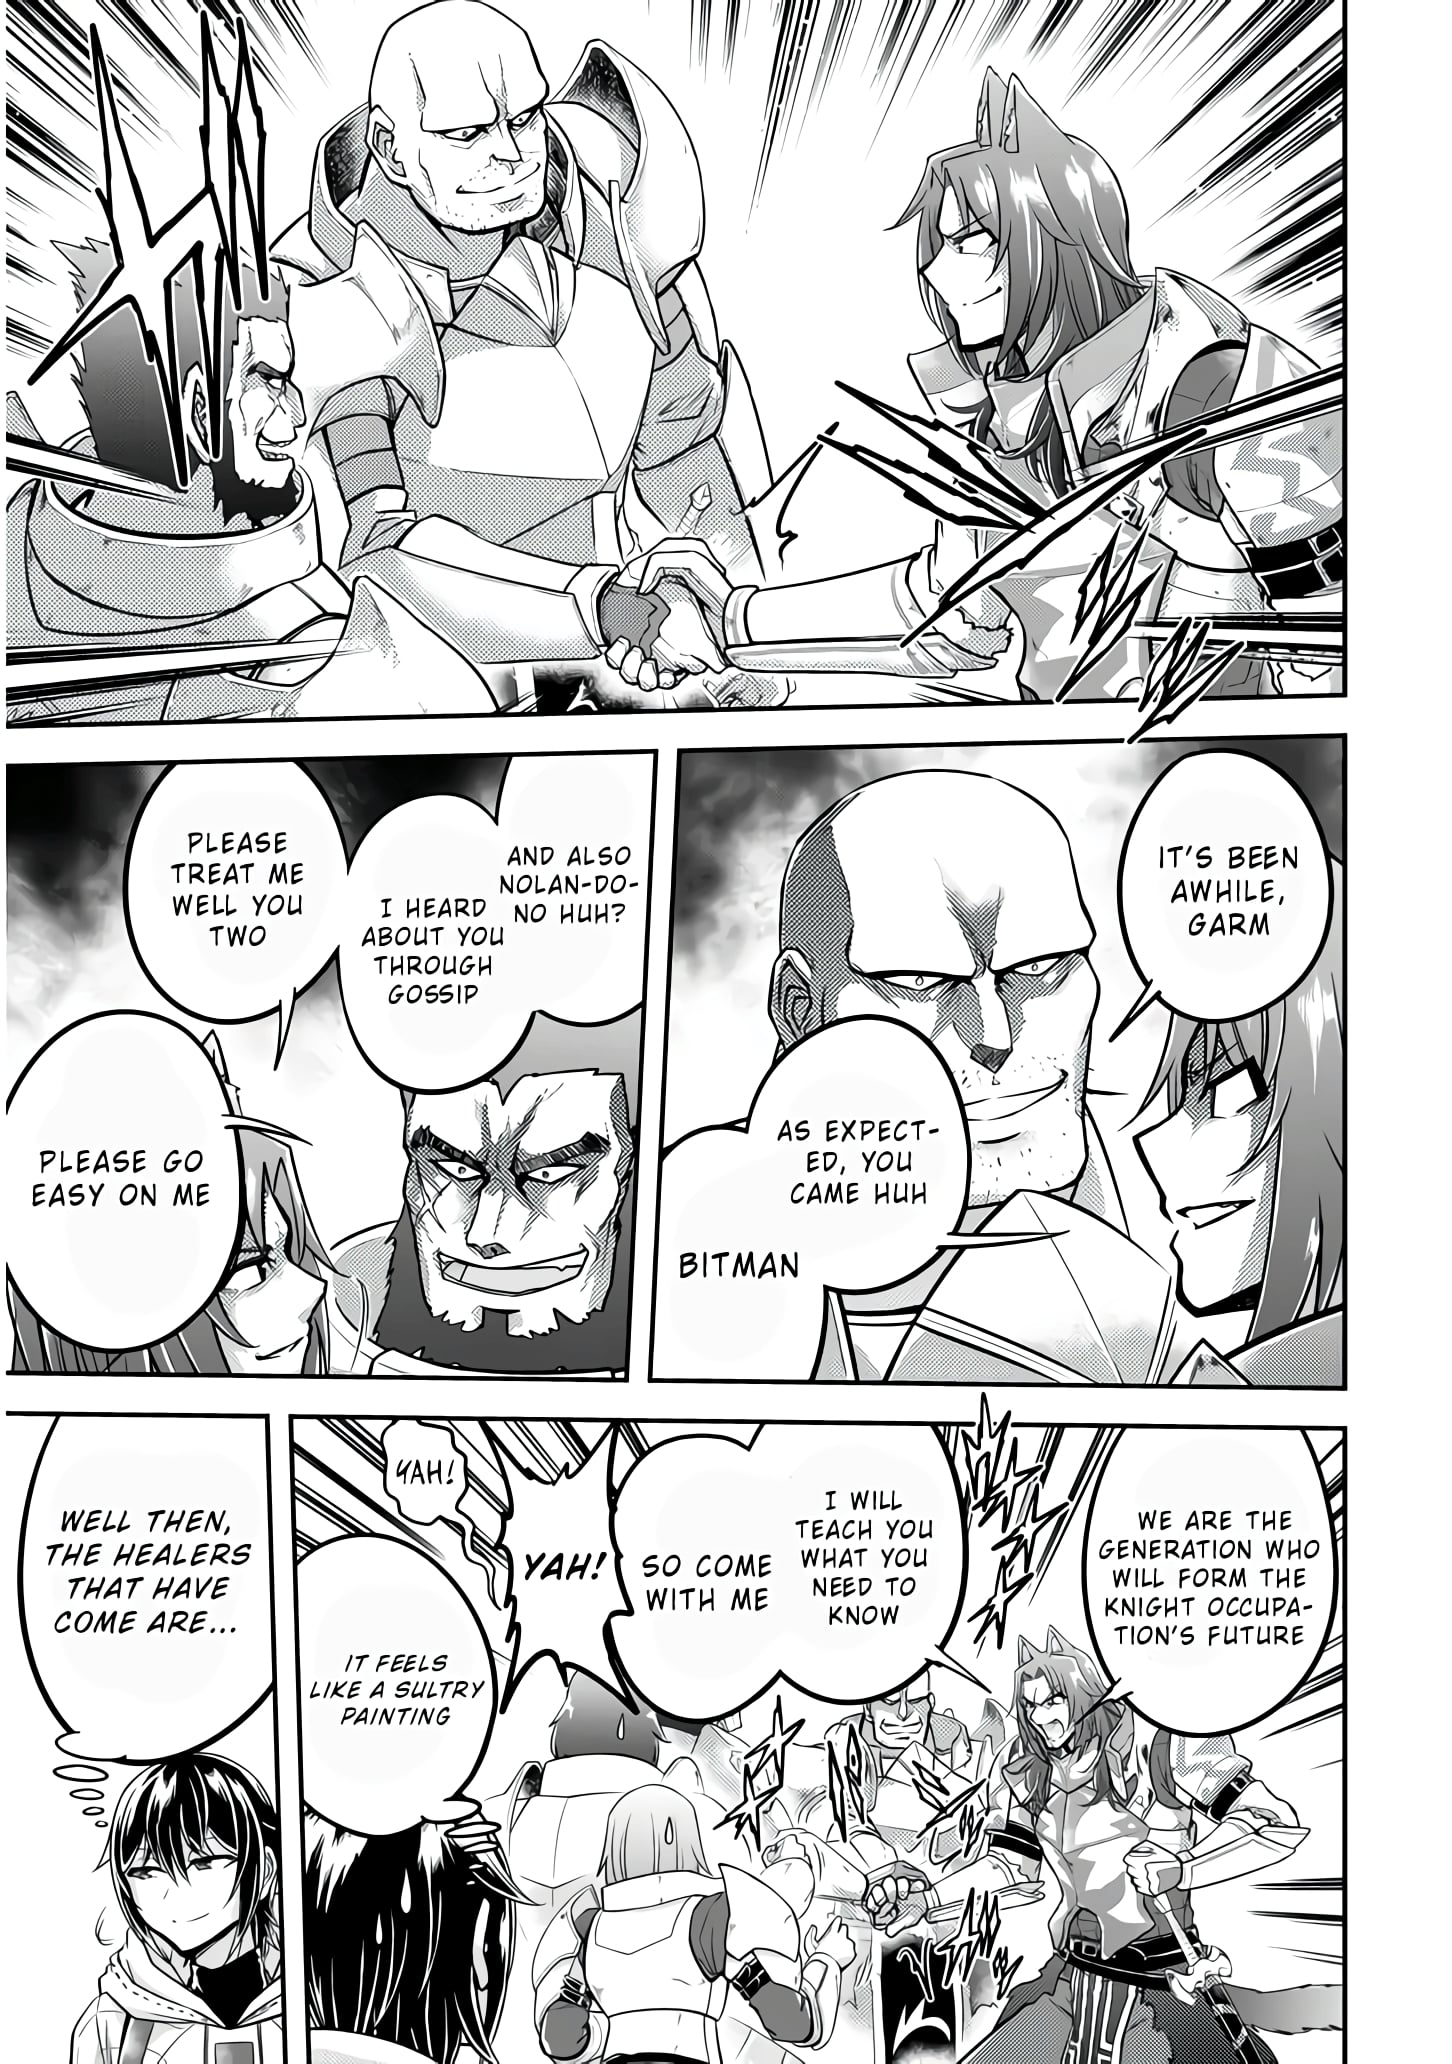 IT'S BEEN
AWHILE,
GARM
AS EXPECT-
ED, YOU
CAME HUH
BITMAN
AND ALSO
NOLAN-DO-
NO HUH?
I HEARD
ABOUT YOU
THROUGH
GOSSIP
PLEASE
TREAT ME
WELL YOU
TWO
PLEASE GO
EASY ON ME
WE ARE THE
GENERATION WHO
WILL FORM THE
KNIGHT OCCUPA-
TION'S FUTURE
I WILL
TEACH YOU
WHAT YOU
NEED TO
KNOW
SO COME
WITH ME
YAH!
YAH!
IT FEELS
LIKE A SULTRY
PAINTING
WELL THEN,
THE HEALERS
THAT HAVE
COME ARE...